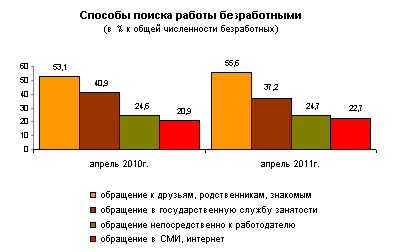 Способы поиска работы безработными
(в % к общей численности безработных)
60
50
40
30
20
10
0
53,1
40,9
24,6
20,9
55,6
37,2
24,7
22,7
апрель 2010г.
апрель 2011г.
обращение к друзьям, родственникам, знакомым
обращение в государственную службу занятости
обращение непосредственно к работодателю
обращение в СМИ, интернет